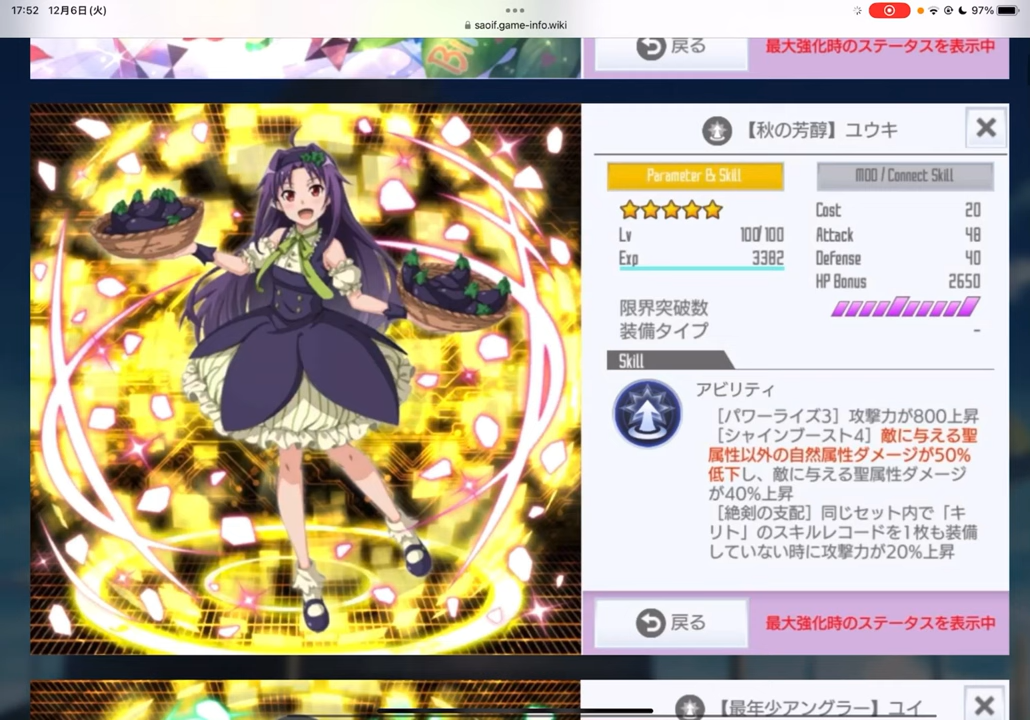 17:52 12月6日(火)
saoif.game-info.wiki
97%
戻る
最大強化時のステータスを表示中
【秋の芳醇】ユウキ
Parameter & Skill
MOD / Connect Skill
Lv 100/100
Exp 3382
Cost 20
Attack 48
Defense 40
HP Bonus 2650
限界突破数
装備タイプ -
Skill
アビリティ
［パワーライズ3］攻撃力が800上昇
［シャインブースト4］敵に与える聖
属性以外の自然属性ダメージが50%
低下し、敵に与える聖属性ダメージ
が40%上昇
［絶剣の支配］同じセット内で「キ
リト」のスキルレコードを1枚も装備
していない時に攻撃力が20%上昇
戻る
最大強化時のステータスを表示中
【最年少アングラー】ユイ